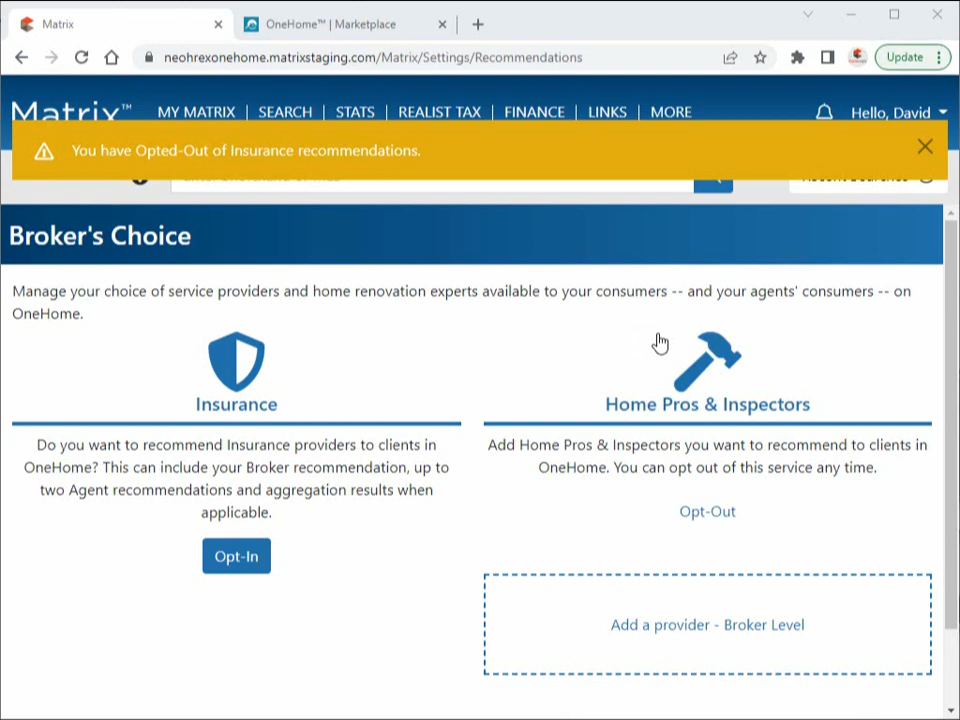 Matrix
OneHome™ | Marketplace
neohrexonehome.matrixstaging.com/Matrix/Settings/Recommendations
Update
Matrix™
MY MATRIX | SEARCH | STATS | REALIST TAX | FINANCE | LINKS | MORE
Hello, David
You have Opted-Out of Insurance recommendations.
Broker's Choice
Manage your choice of service providers and home renovation experts available to your consumers -- and your agents' consumers -- on
OneHome.
Insurance
Do you want to recommend Insurance providers to clients in
OneHome? This can include your Broker recommendation, up to
two Agent recommendations and aggregation results when
applicable.
Opt-In
Home Pros & Inspectors
Add Home Pros & Inspectors you want to recommend to clients in
OneHome. You can opt out of this service any time.
Opt-Out
Add a provider - Broker Level